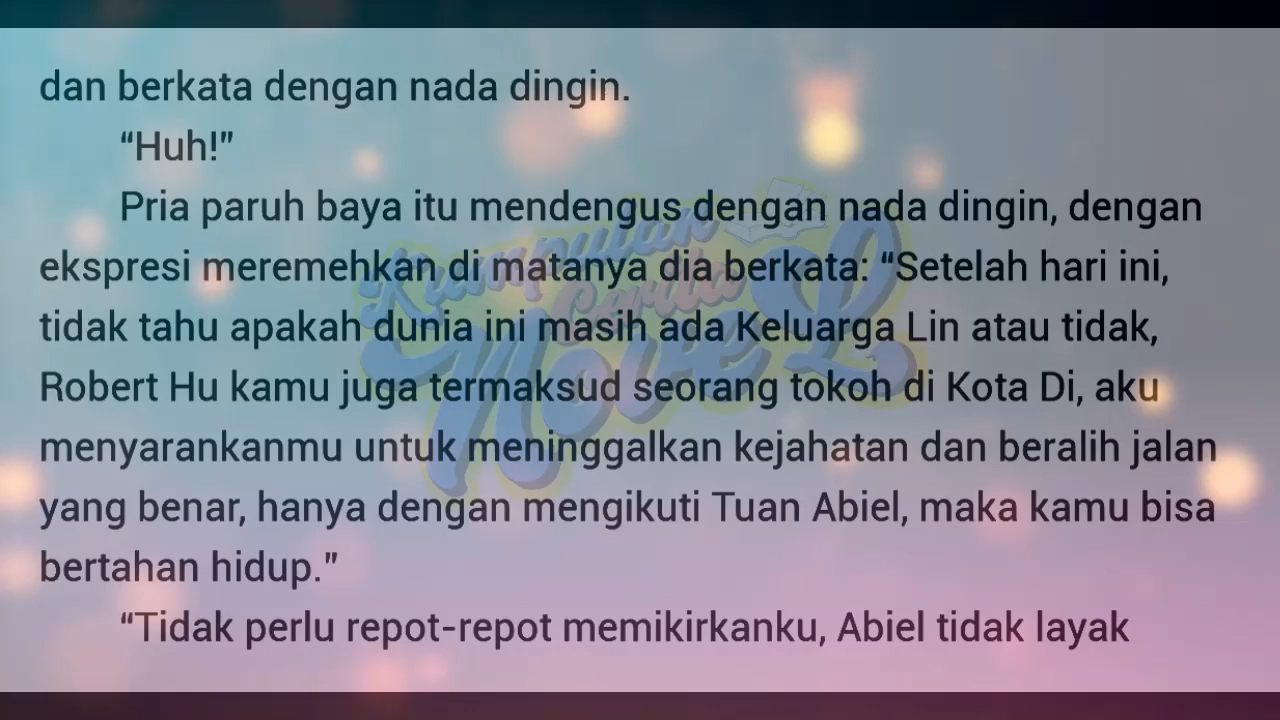 dan berkata dengan nada dingin.
“Huh!”
Pria paruh baya itu mendengus dengan nada dingin, dengan
ekspresi meremehkan di matanya dia berkata: “Setelah hari ini,
tidak tahu apakah dunia ini masih ada Keluarga Lin atau tidak,
Robert Hu kamu juga termaksud seorang tokoh di Kota Di, aku
menyarankanmu untuk meninggalkan kejahatan dan beralih jalan
yang benar, hanya dengan mengikuti Tuan Abiel, maka kamu bisa
bertahan hidup.”
“Tidak perlu repot-repot memikirkanku, Abiel tidak layak
Kumpulan
Cerita
NoveL